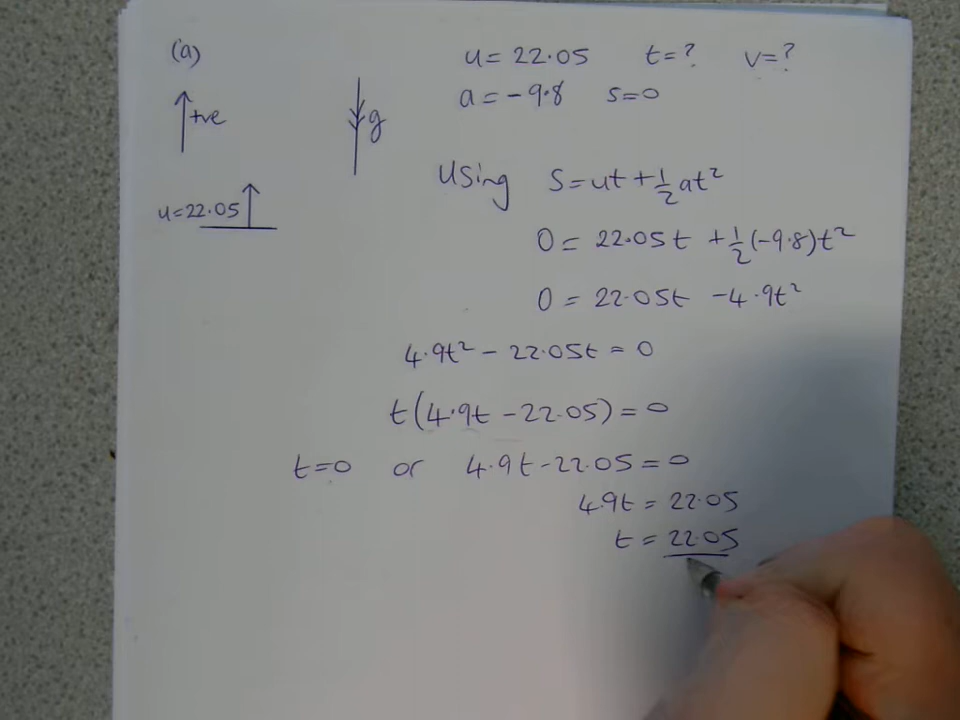 (a) u = 22.05 t = ? v = ?
a = -9.8 s = 0
+ve g
Using S = ut + 1/2 at²
u = 22.05
0 = 22.05t + 1/2 (-9.8)t²
0 = 22.05t - 4.9t²
4.9t² - 22.05t = 0
t(4.9t - 22.05) = 0
t = 0 or 4.9t - 22.05 = 0
4.9t = 22.05
t = 22.05